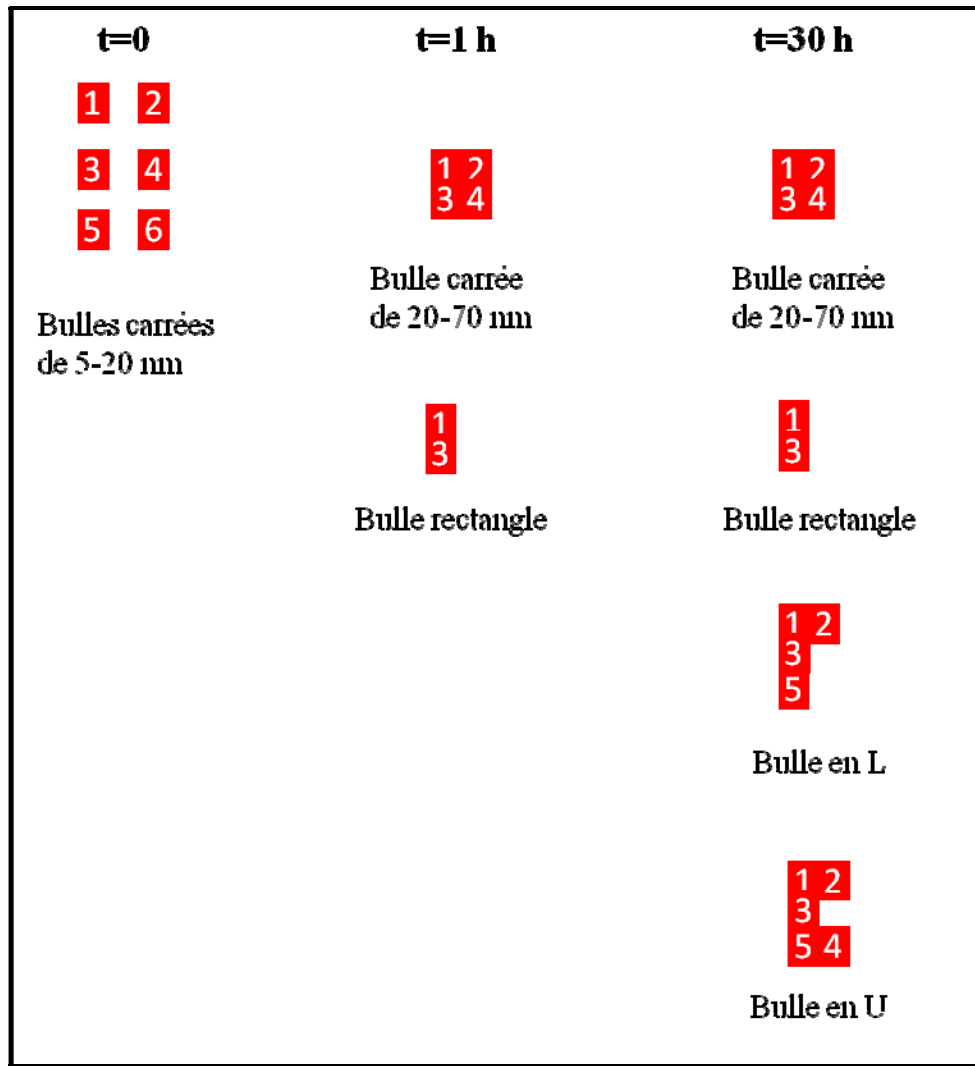 t=0
t=1 h
t=30 h
1 2
3 4
5 6
Bulles carrées
de 5-20 nm
1 2
3 4
Bulle carrée
de 20-70 nm
1
3
Bulle rectangle
1 2
3 4
Bulle carrée
de 20-70 nm
1
3
Bulle rectangle
1 2
3
5
Bulle en L
1 2
3
5 4
Bulle en U